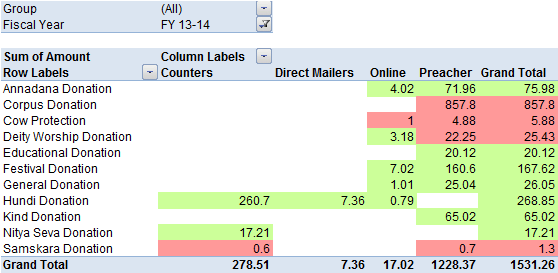 Group (All)
Fiscal Year FY 13-14
Sum of Amount Column Labels
Row Labels Counters Direct Mailers Online Preacher Grand Total
Annadana Donation 4.02 71.96 75.98
Corpus Donation 857.8 857.8
Cow Protection 1 4.88 5.88
Deity Worship Donation 3.18 22.25 25.43
Educational Donation 20.12 20.12
Festival Donation 7.02 160.6 167.62
General Donation 1.01 25.04 26.05
Hundi Donation 260.7 7.36 0.79 268.85
Kind Donation 65.02 65.02
Nitya Seva Donation 17.21 17.21
Samskara Donation 0.6 0.7 1.3
Grand Total 278.51 7.36 17.02 1228.37 1531.26